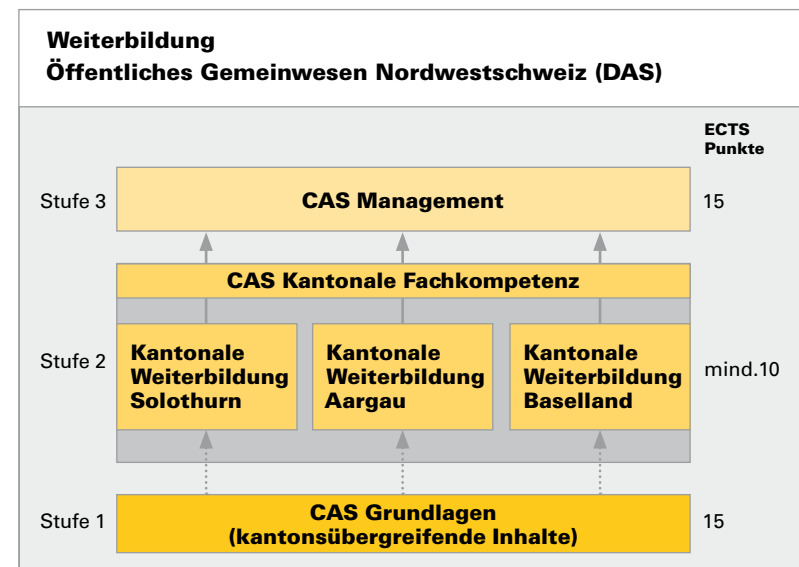 Weiterbildung
Öffentliches Gemeinwesen Nordwestschweiz (DAS)
ECTS
Punkte
Stufe 3
CAS Management
15
CAS Kantonale Fachkompetenz
Stufe 2
Kantonale
Weiterbildung
Solothurn
Kantonale
Weiterbildung
Aargau
Kantonale
Weiterbildung
Baselland
mind.10
Stufe 1
CAS Grundlagen
(kantonsübergreifende Inhalte)
15